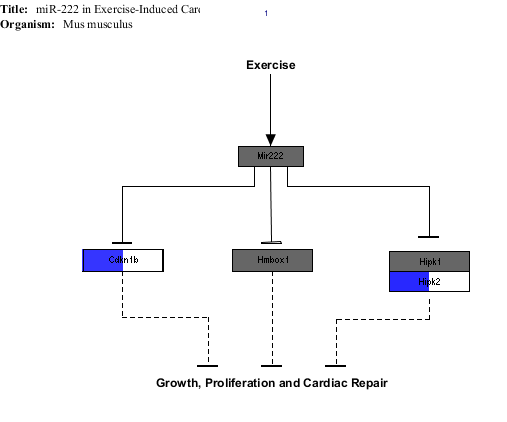 Title: miR-222 in Exercise-Induced Car
Organism: Mus musculus
1
Exercise
Mir222
Cdkn1b
Hmbox1
Hipk1
Hipk2
Growth, Proliferation and Cardiac Repair